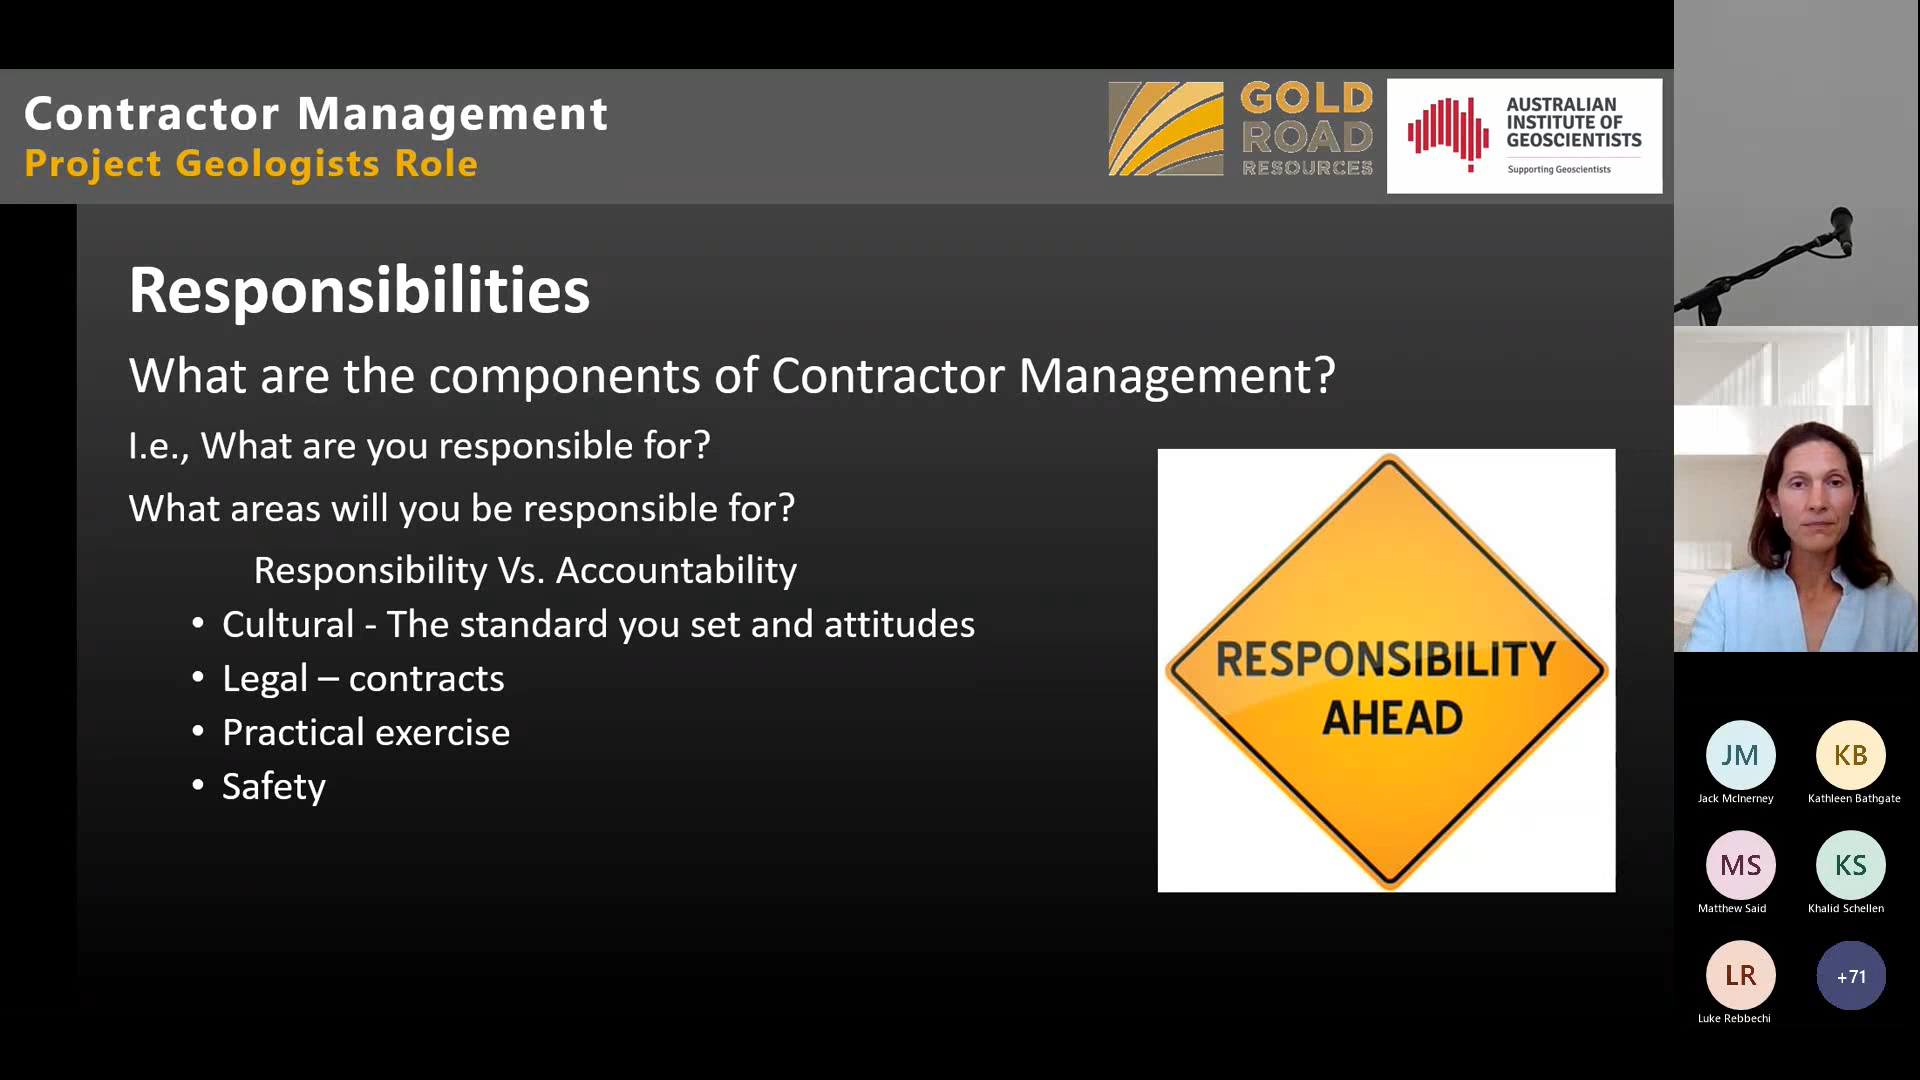 Contractor Management
Project Geologists Role
GOLD
ROAD
RESOURCES
AUSTRALIAN
INSTITUTE OF
GEOSCIENTISTS
Supporting Geoscientists
Responsibilities
What are the components of Contractor Management?
I.e., What are you responsible for?
What areas will you be responsible for?
Responsibility Vs. Accountability
• Cultural - The standard you set and attitudes
• Legal – contracts
• Practical exercise
• Safety
RESPONSIBILITY
AHEAD
JM
KB
Jack McInerney
Kathleen Bathgate
MS
KS
Matthew Said
Khalid Schellen
LR
+71
Luke Rebbechi